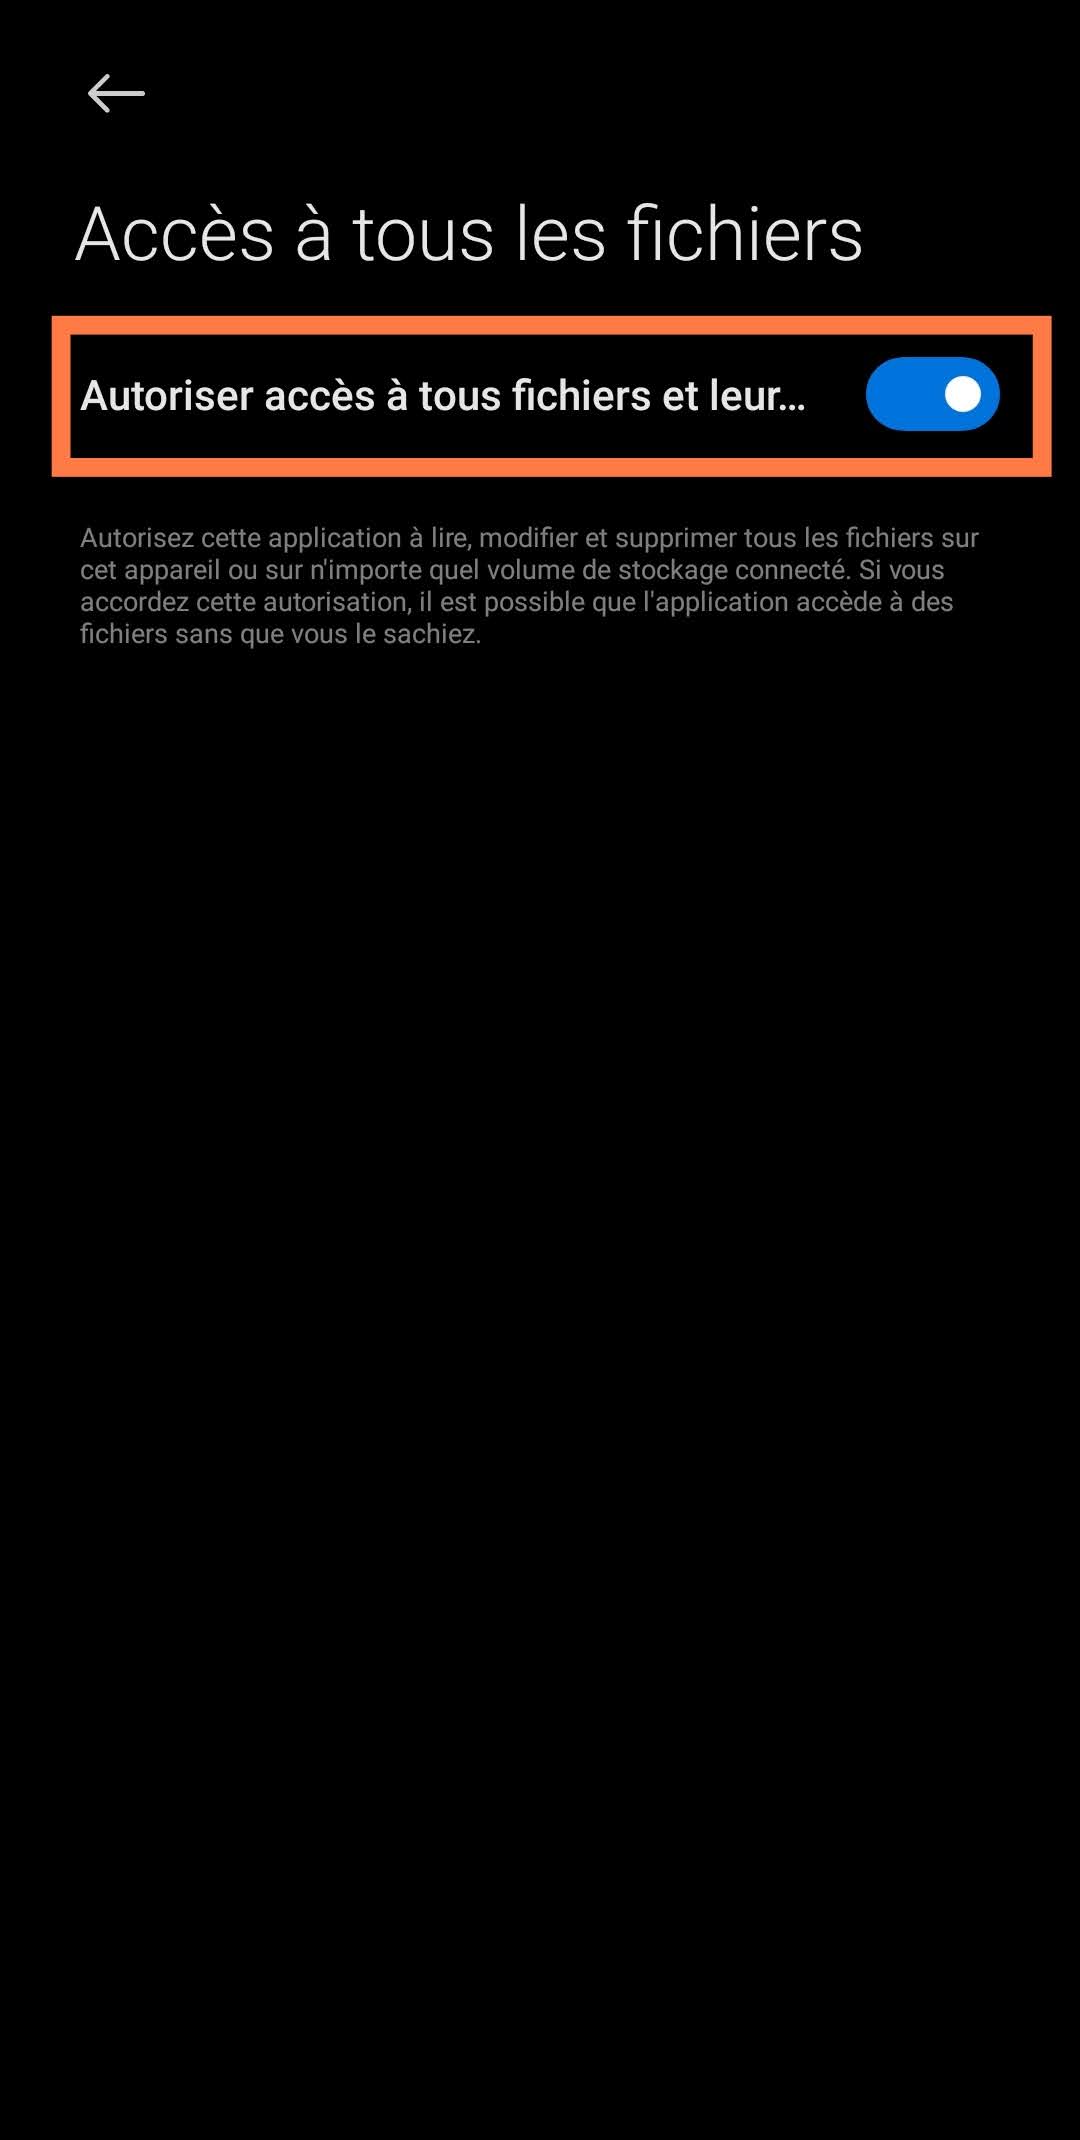 Accès à tous les fichiers
Autoriser accès à tous fichiers et leur...
Autorisez cette application à lire, modifier et supprimer tous les fichiers sur
cet appareil ou sur n'importe quel volume de stockage connecté. Si vous
accordez cette autorisation, il est possible que l'application accède à des
fichiers sans que vous le sachiez.